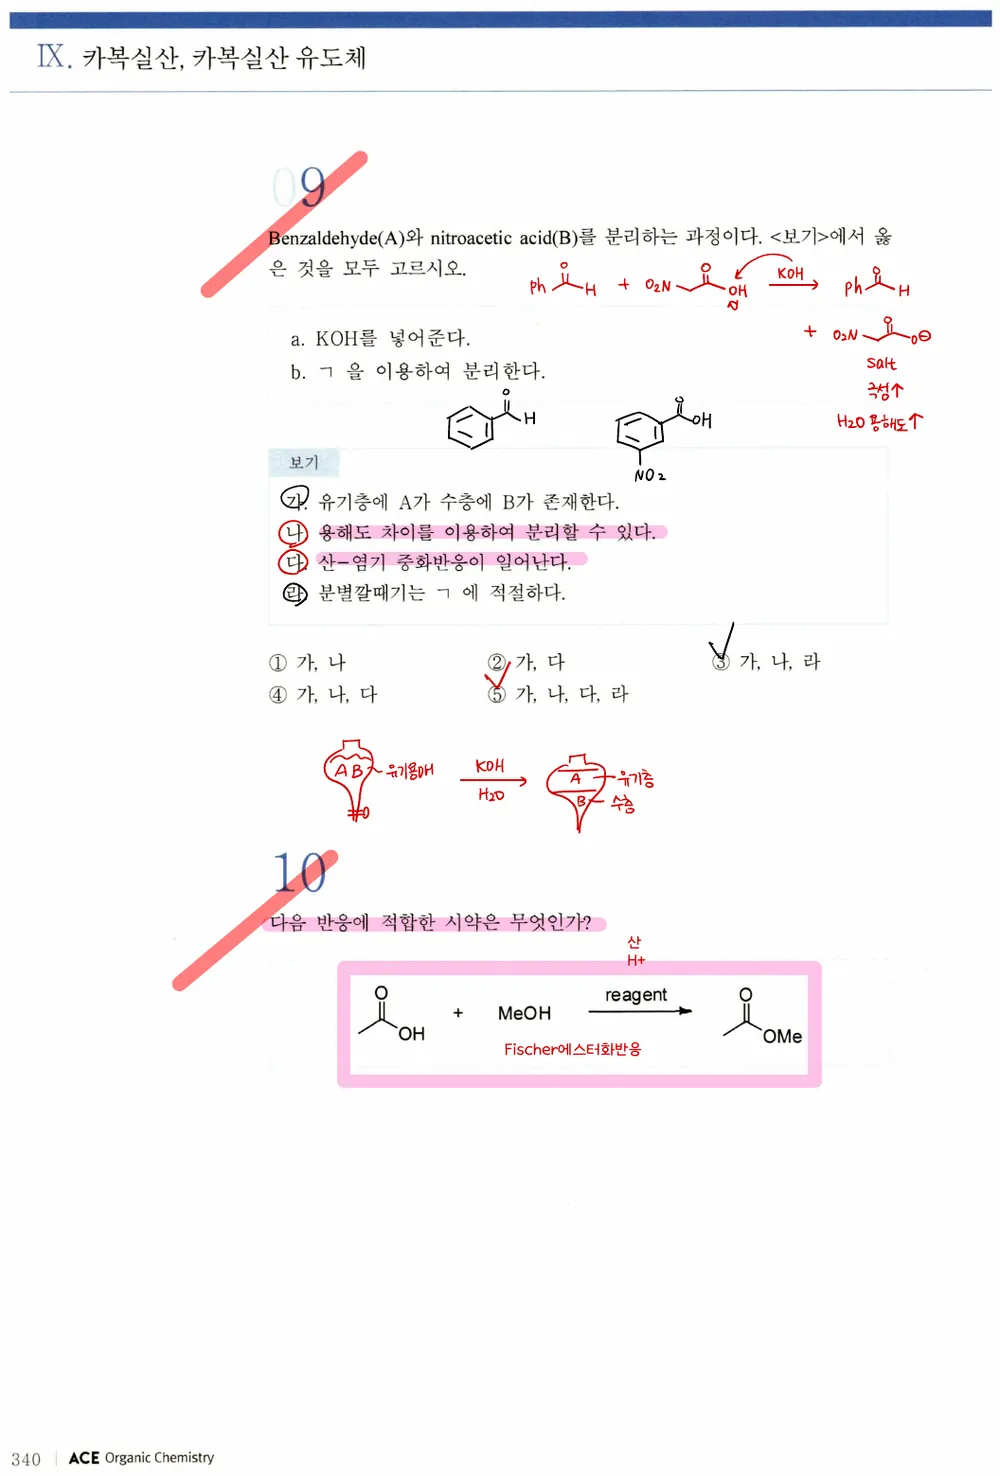 Ⅸ. 카복실산, 카복실산 유도체
09
Benzaldehyde(A)와 nitroacetic acid(B)를 분리하는 과정이다. <보기>에서 옳
은 것을 모두 고르시오.
Ph O H + O₂N O OH KOH Ph O H
+ O₂N O O⊖
salt
극성↑
H₂O 용해도↑
a. KOH를 넣어준다.
b. ㄱ 을 이용하여 분리한다.
O H O OH
NO₂
보기
가. 유기층에 A가 수층에 B가 존재한다.
나. 용해도 차이를 이용하여 분리할 수 있다.
다. 산-염기 중화반응이 일어난다.
라. 분별깔때기는 ㄱ 에 적절하다.
① 가, 나 ② 가, 다 ③ 가, 나, 라
④ 가, 나, 다 ⑤ 가, 나, 다, 라
A B 유기용매 KOH A 유기층
H₂O B 수층
10
다음 반응에 적합한 시약은 무엇인가?
산
H+
O OH + MeOH reagent O OMe
Fischer에스터화반응
340 | ACE Organic Chemistry